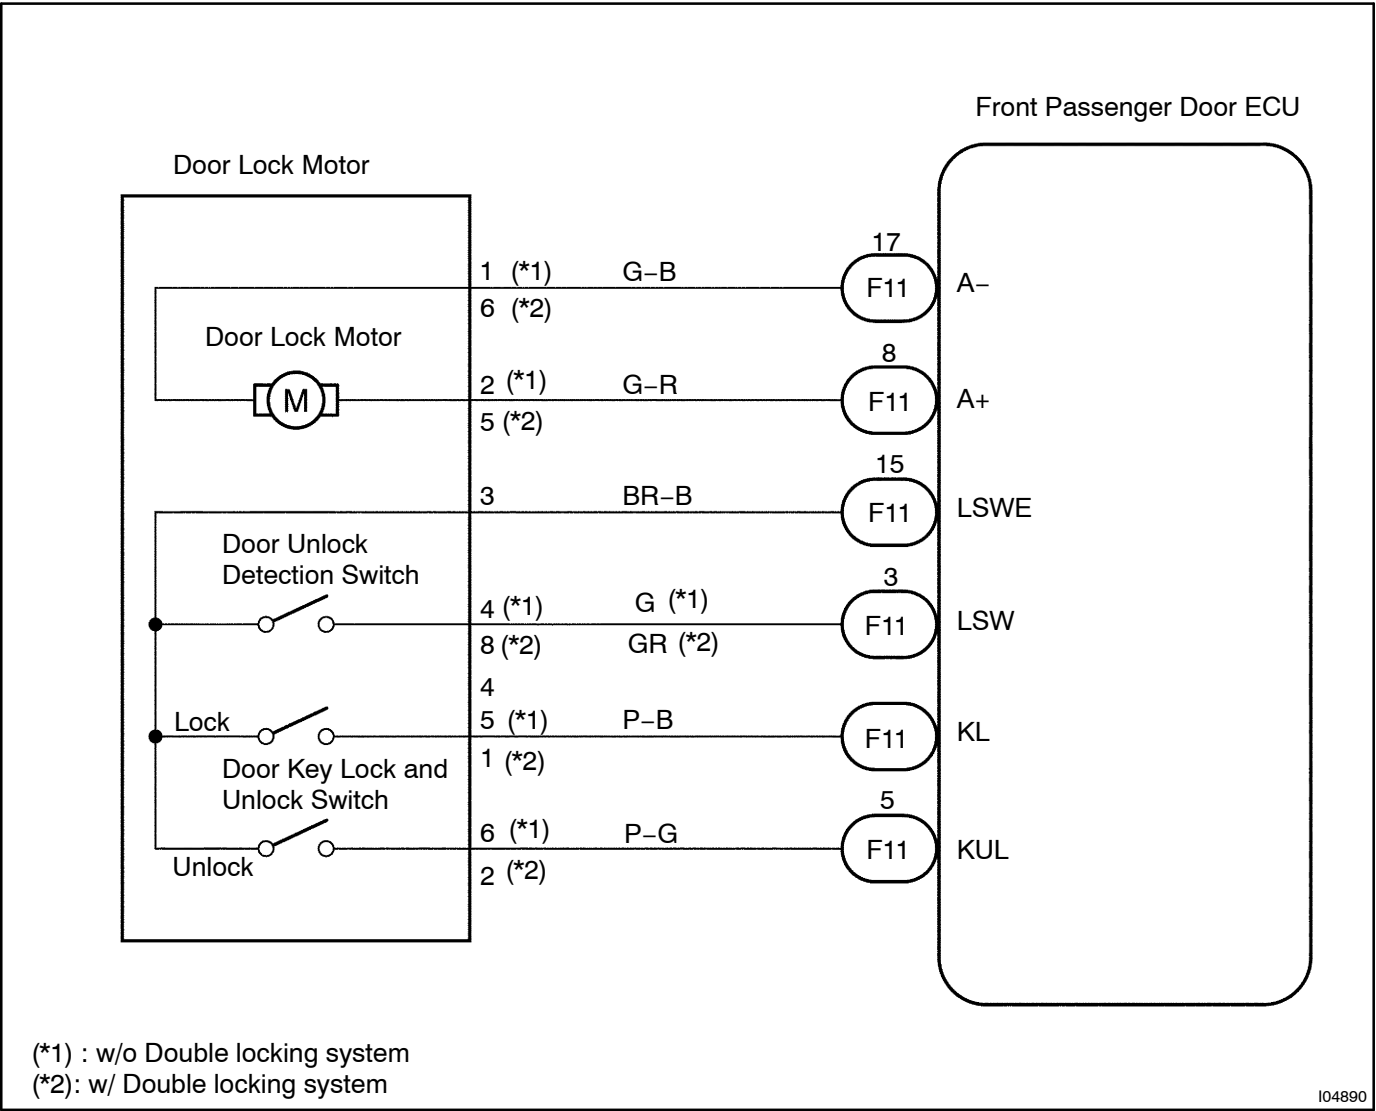 Front Passenger Door ECU
Door Lock Motor
17
1 (*1) G−B F11 A−
6 (*2)
Door Lock Motor
8
2 (*1) G−R F11 A+
M
5 (*2)
15
3 BR−B F11 LSWE
Door Unlock
Detection Switch
3
4 (*1) G (*1) F11 LSW
8 (*2) GR (*2)
4
Lock 5 (*1) P−B F11 KL
1 (*2)
Door Key Lock and
Unlock Switch
5
6 (*1) P−G F11 KUL
Unlock 2 (*2)
(*1) : w/o Double locking system
(*2): w/ Double locking system
I04890